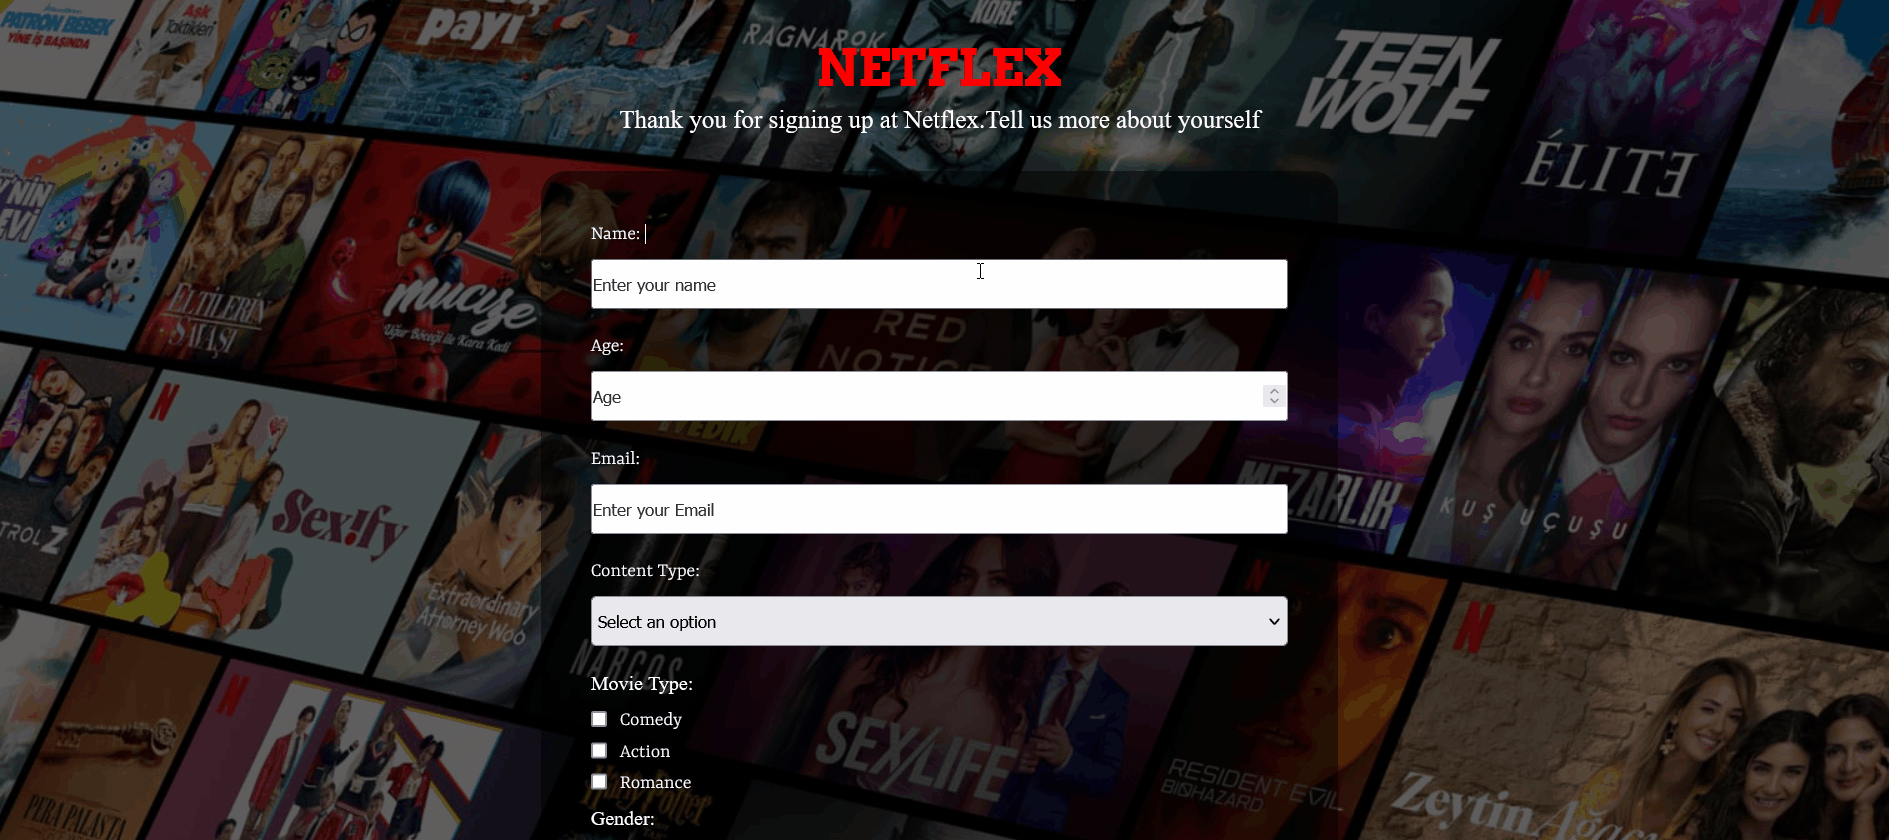 PATRON BEBEK
YİNE İŞ BAŞINDA
Aşk
Taktikleri
payı
RAGNAROK
KÖRE
N
NETFLEX
Thank you for signing up at Netflex.Tell us more about yourself
TEEN
WOLF
ÉLITE
ELTİLERİN
SAVAŞI
mucize
Uğur Böceği ile Kara Kedi
N
RED
NOTICE
Name:
Enter your name
Age:
Age
Email:
Enter your Email
Content Type:
Select an option
Movie Type:
Comedy
Action
Romance
Gender:
N
Sex!fy
Extraordinary
Attorney Woo
N
MEZARLIK
KUŞ UÇUŞU
N
NARCOS
SEX/LIFE
N
RESIDENT EVIL
BIOHAZARD
N
Zeytin Ağacı
N
N
PERA PALAS'TA
Harry Potter